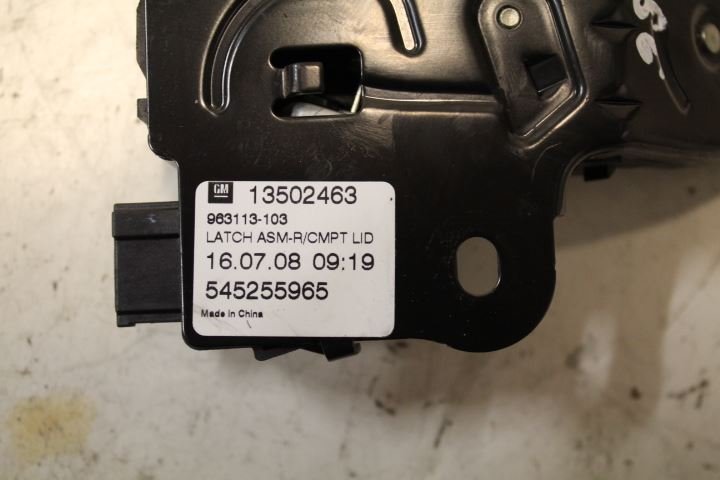 GM 13502463
963113-103
LATCH ASM-R/CMPT LID
16.07.08 09:19
545255965
Made in China